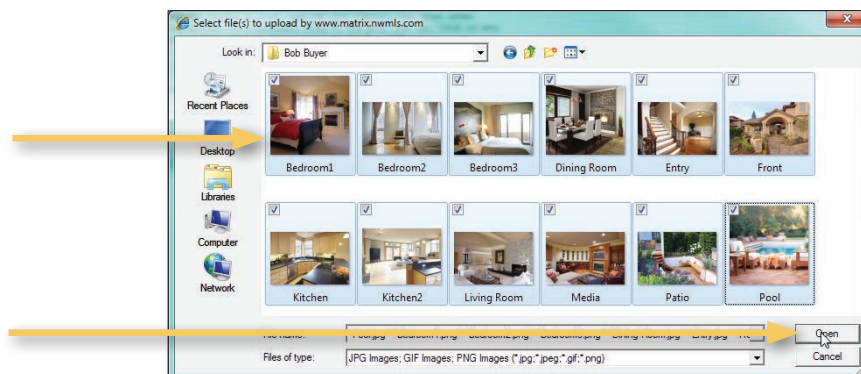 Select file(s) to upload by www.matrix.nwmls.com
Look in: Bob Buyer
Recent Places
Desktop
Libraries
Computer
Network
Bedroom1 Bedroom2 Bedroom3 Dining Room Entry Front
Kitchen Kitchen2 Living Room Media Patio Pool
Open
Files of type: JPG Images; GIF Images; PNG Images (*.jpg;*.jpeg;*.gif;*.png)
Cancel